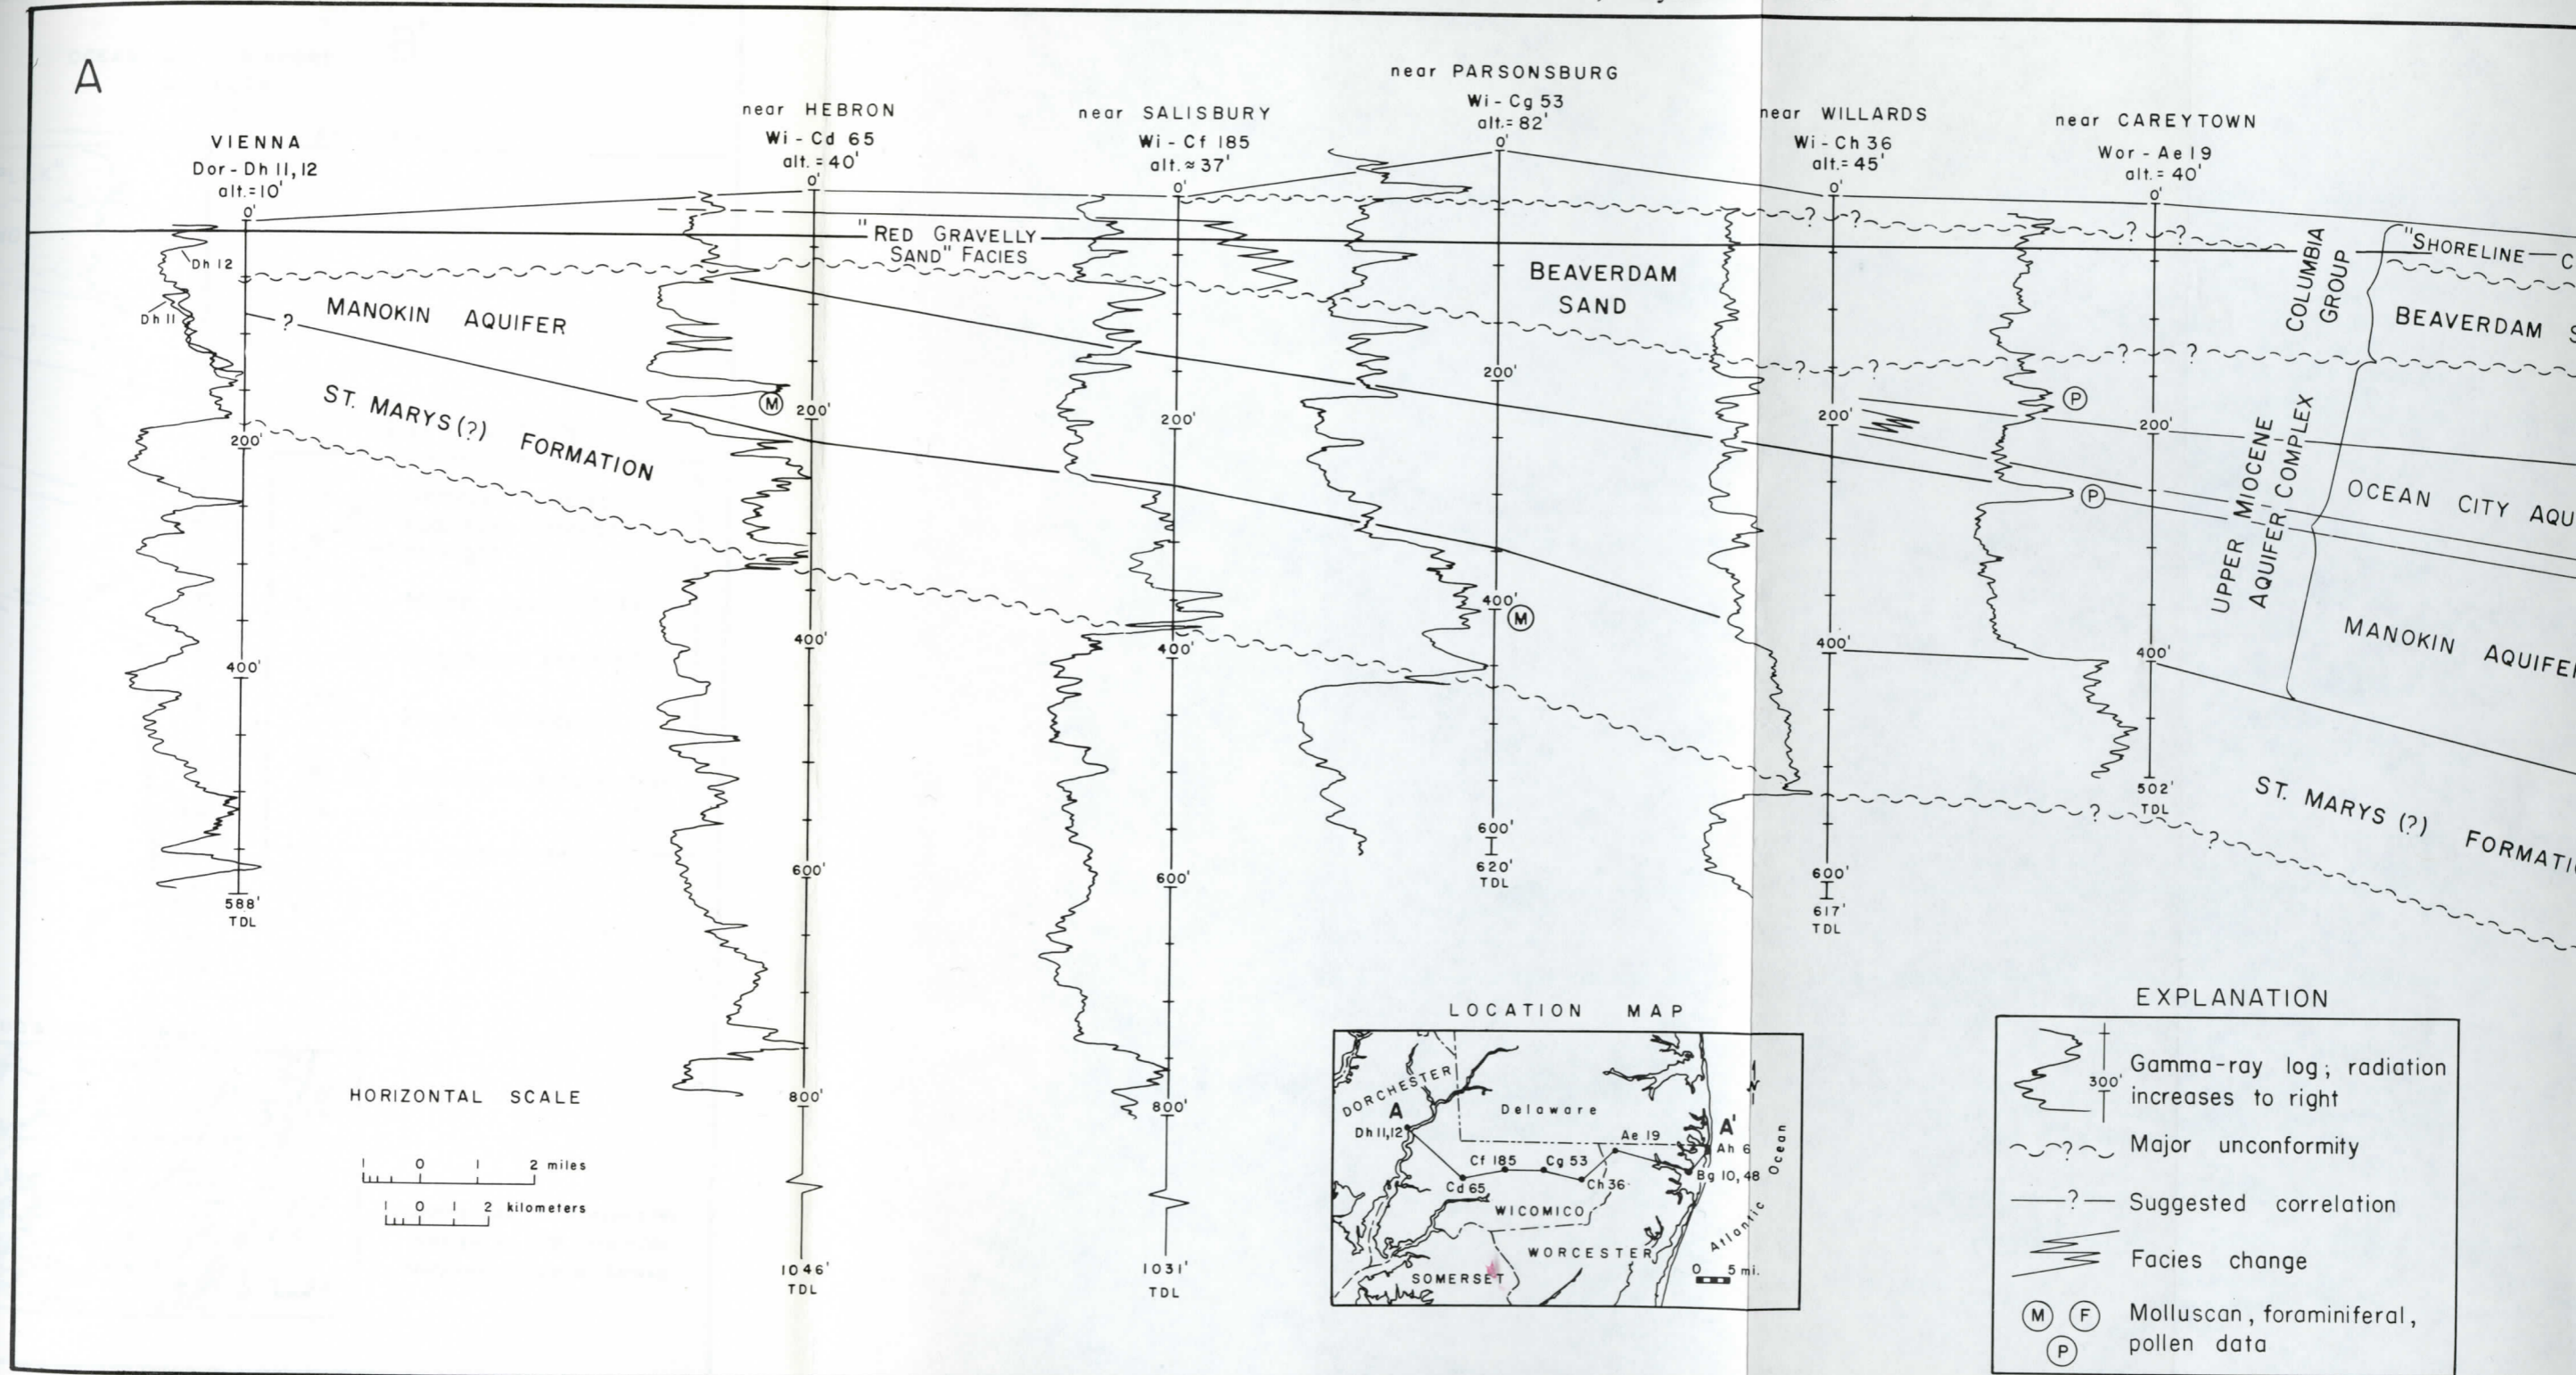 A
VIENNA
Dor - Dh 11, 12
alt.=10'
0'
Dh 12
Dh 11
200'
400'
588'
TDL
near HEBRON
Wi - Cd 65
alt. = 40'
0'
200'
400'
600'
800'
1046'
TDL
M
near SALISBURY
Wi - Cf 185
alt.≈37'
0'
200'
400'
600'
800'
1031'
TDL
near PARSONSBURG
Wi - Cg 53
alt.= 82'
0'
200'
400'
600'
620'
TDL
M
near WILLARDS
Wi - Ch 36
alt.= 45'
0'
200'
400'
600'
617'
TDL
near CAREYTOWN
Wor - Ae 19
alt.= 40'
0'
200'
400'
502'
TDL
P
P
"RED GRAVELLY
SAND" FACIES
BEAVERDAM
SAND
MANOKIN AQUIFER
?
ST. MARYS(?) FORMATION
? ? ? ?
? ? ? ?
? ?
COLUMBIA
GROUP
UPPER MIOCENE
AQUIFER COMPLEX
"SHORELINE — C
BEAVERDAM S
OCEAN CITY AQU
MANOKIN AQUIFE
ST. MARYS (?) FORMATI
HORIZONTAL SCALE
1 0 1 2 miles
1 0 1 2 kilometers
LOCATION MAP
DORCHESTER
A
Dh 11,12
Delaware
Ae 19
A'
Ah 6
Cf 185
Cg 53
Cd 65
Ch 36
Bg 10, 48
WICOMICO
WORCESTER
SOMERSET
Atlantic Ocean
N
0 5 mi.
EXPLANATION
300'
Gamma-ray log; radiation
increases to right
?
Major unconformity
?
Suggested correlation
Facies change
M F
P
Molluscan, foraminiferal,
pollen data